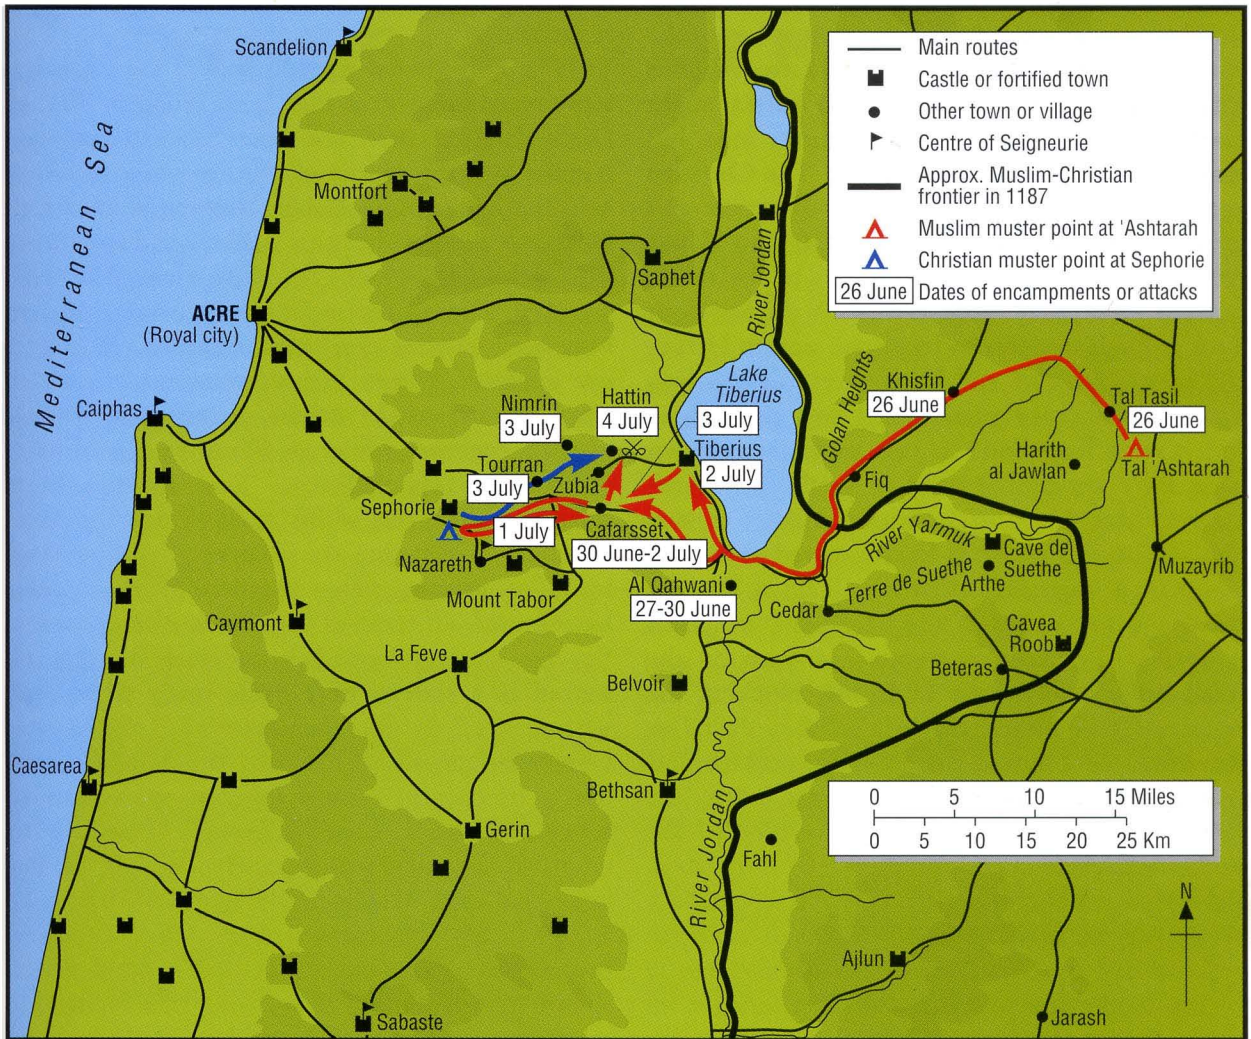 Scandelion
Mediterranean Sea
Montfort
ACRE
(Royal city)
Saphet
River Jordan
Main routes
Castle or fortified town
Other town or village
Centre of Seigneurie
Approx. Muslim-Christian
frontier in 1187
Muslim muster point at 'Ashtarah
Christian muster point at Sephorie
26 June
Dates of encampments or attacks
Caiphas
Nimrin
3 July
Hattin
4 July
Lake
Tiberius
3 July
Tiberius
2 July
Golan Heights
Khisfin
26 June
Tal Tasil
26 June
Tal 'Ashtarah
Harith
al Jawlan
Fiq
Tourran
3 July
Zubia
Sephorie
1 July
Cafarsset
30 June-2 July
Nazareth
Mount Tabor
Al Qahwani
27-30 June
Cedar
River Yarmuk
Terre de Suethe
Cave de
Suethe
Arthe
Muzayrib
Cavea
Roob
Beteras
Caymont
La Feve
Belvoir
Caesarea
Bethsan
Gerin
River Jordan
Fahl
0 5 10 15 Miles
0 5 10 15 20 25 Km
N
Ajlun
Jarash
Sabaste